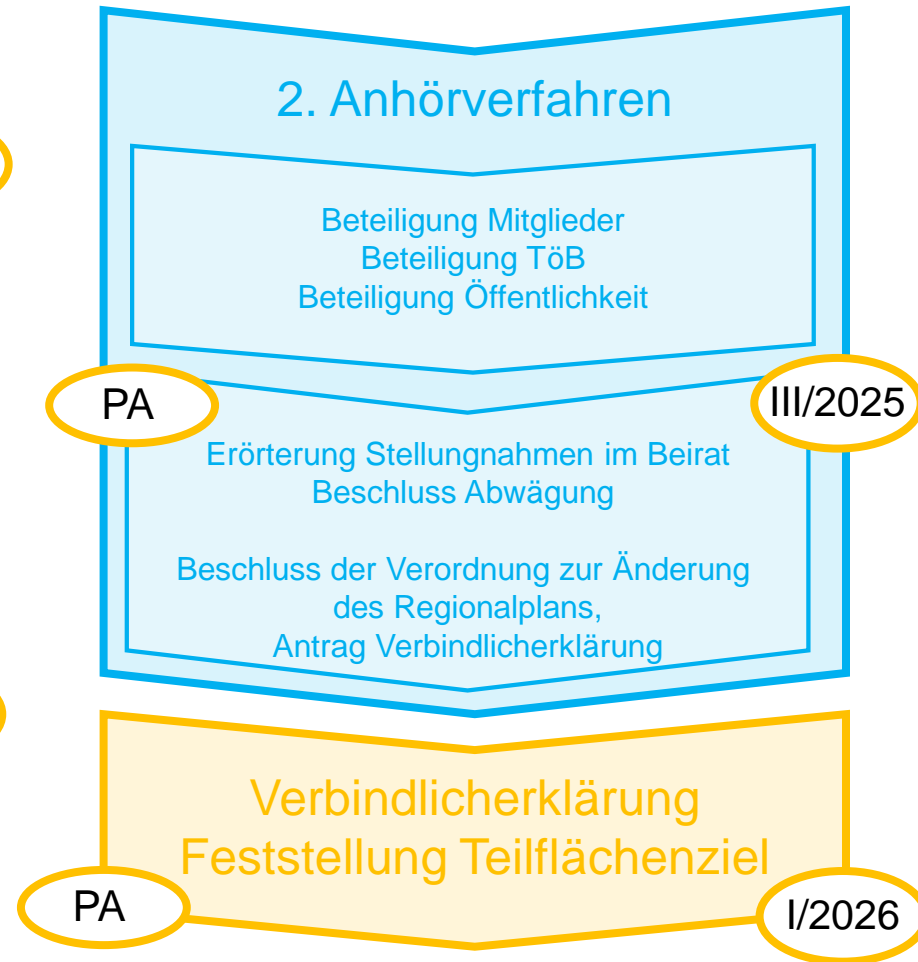 2. Anhörverfahren
Beteiligung Mitglieder
Beteiligung TöB
Beteiligung Öffentlichkeit
PA
III/2025
Erörterung Stellungnahmen im Beirat
Beschluss Abwägung
Beschluss der Verordnung zur Änderung
des Regionalplans,
Antrag Verbindlicherklärung
Verbindlicherklärung
Feststellung Teilflächenziel
PA
I/2026